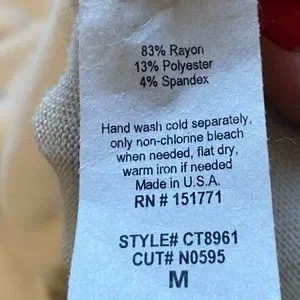 83% Rayon
13% Polyester
4% Spandex
Hand wash cold separately,
only non-chlorine bleach
when needed, flat dry,
warm iron if needed
Made in U.S.A.
RN # 151771
STYLE# CT8961
CUT# N0595
M